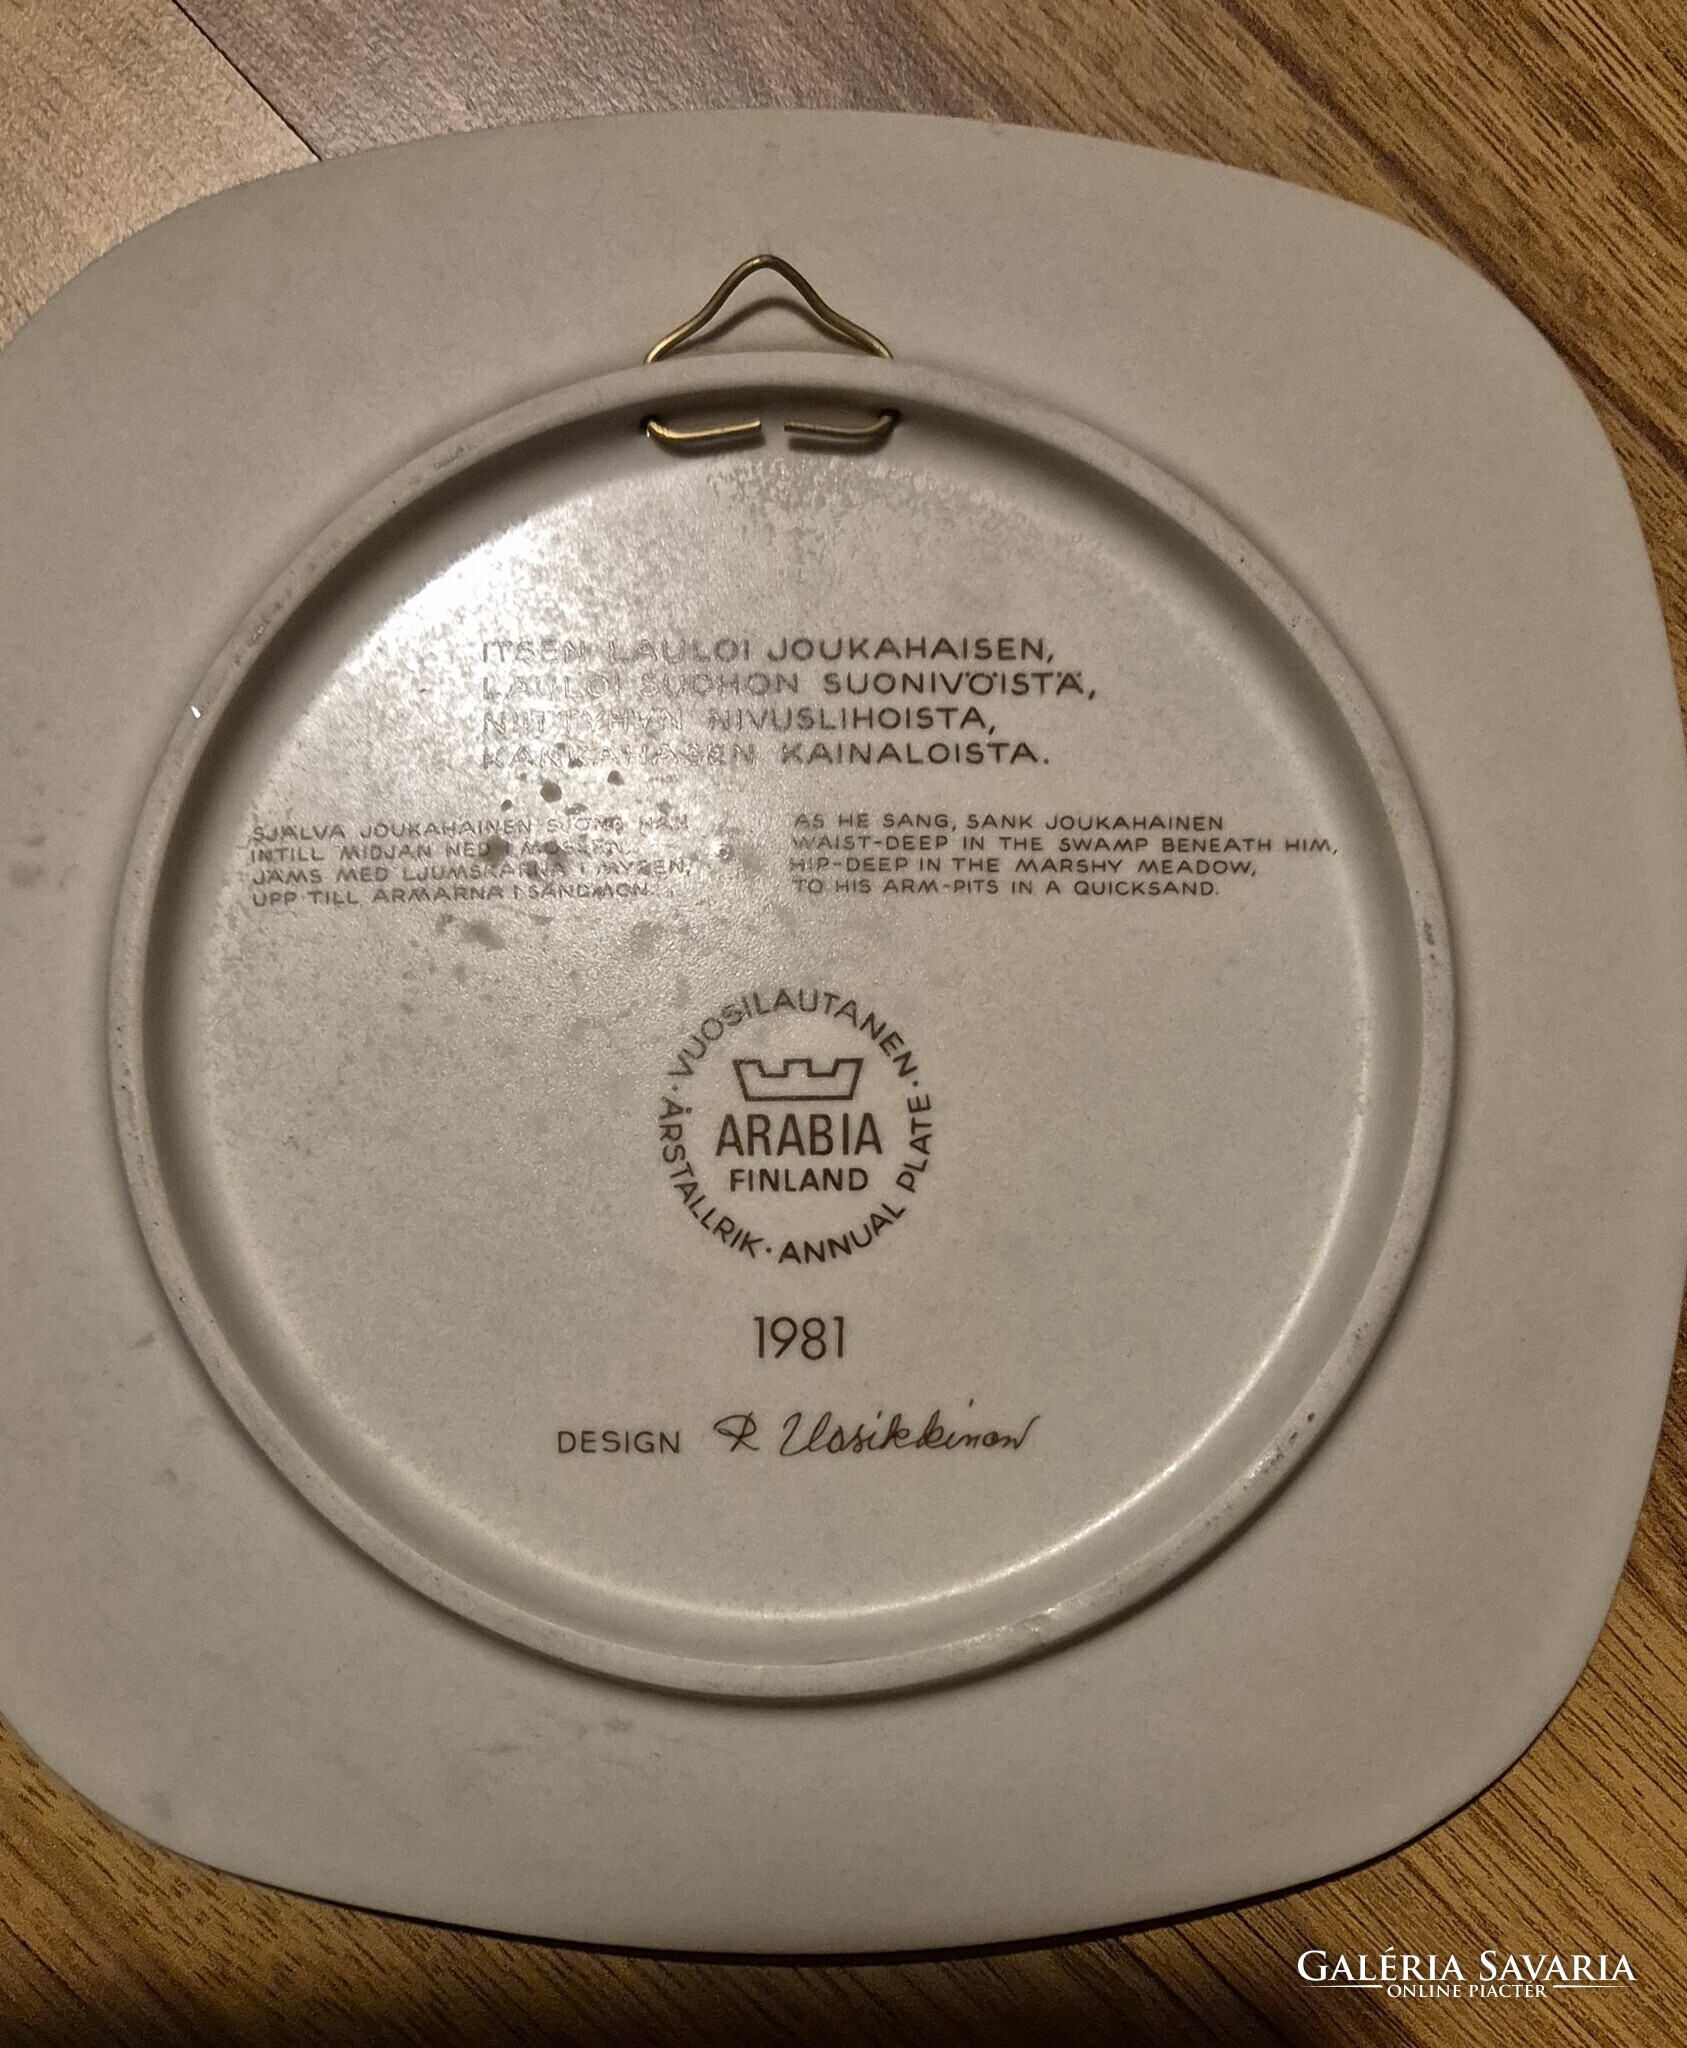 ITSEN LAULOI JOUKAHAISEN,
LAULOI SUOHON SUONIVÖISTÄ,
NIITTYHYN NIVUSLIHOISTA,
KANKAHASEN KAINALOISTA.
SJÄLVA JOUKAHAINEN SJÖNG HAN
INTILL MIDJAN NED I MOSSEN,
JÄMS MED LJUMSKARNA I MYREN,
UPP TILL ARMARNA I SANDMON.
AS HE SANG, SANK JOUKAHAINEN
WAIST-DEEP IN THE SWAMP BENEATH HIM,
HIP-DEEP IN THE MARSHY MEADOW,
TO HIS ARM-PITS IN A QUICKSAND.
· VUOSILAUTANEN · ANNUAL PLATE · ÅRSTALLRIK
ARABIA
FINLAND
1981
DESIGN R Uosikkinen
GALÉRIA SAVARIA
ONLINE PIACTÉR